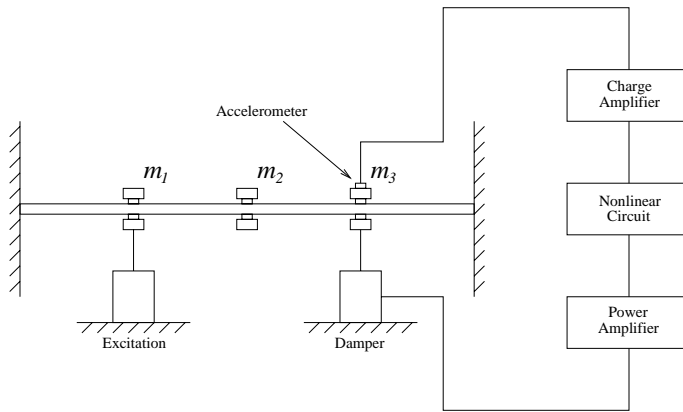 Charge
Amplifier
Accelerometer
m1
m2
m3
Nonlinear
Circuit
Power
Amplifier
Excitation
Damper